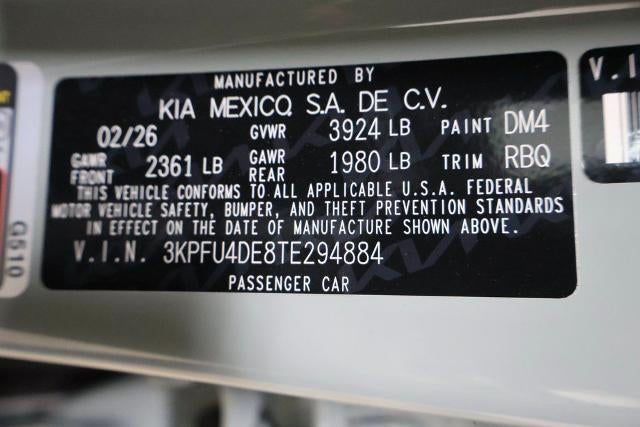 MANUFACTURED BY
KIA MEXICO, S.A. DE C.V.
02/26 GVWR 3924 LB PAINT DM4
GAWR FRONT 2361 LB GAWR REAR 1980 LB TRIM RBQ
THIS VEHICLE CONFORMS TO ALL APPLICABLE U.S.A. FEDERAL
MOTOR VEHICLE SAFETY, BUMPER, AND THEFT PREVENTION STANDARDS
IN EFFECT ON THE DATE OF MANUFACTURE SHOWN ABOVE.
V.I.N. 3KPFU4DE8TE294884
PASSENGER CAR
G510
V.I.